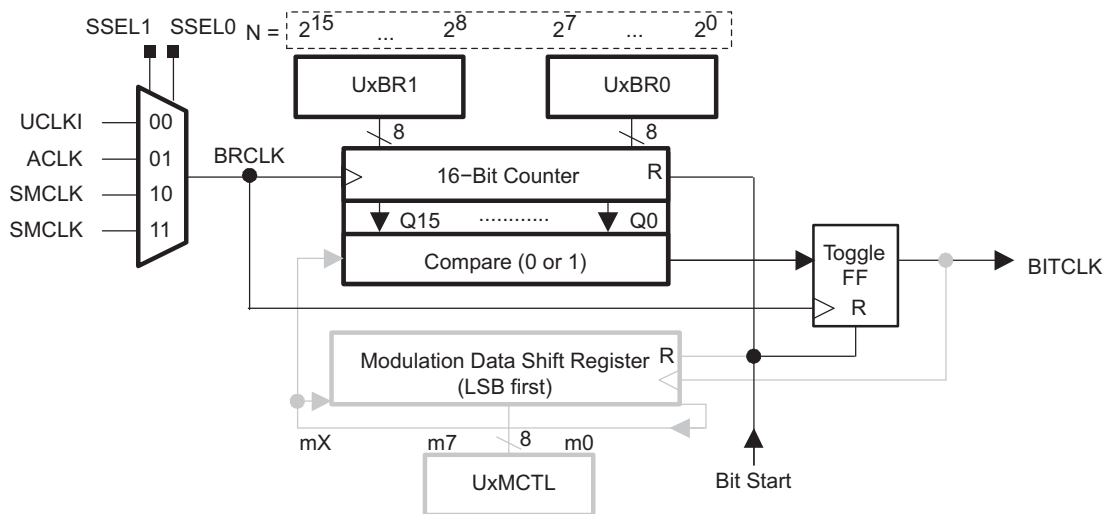 SSEL1 SSEL0 N = 2^15 ... 2^8 2^7 ... 2^0
UxBR1 UxBR0
8 8
UCLKI 00
ACLK 01
SMCLK 10
SMCLK 11
BRCLK
16−Bit Counter R
Q15 ............ Q0
Compare (0 or 1)
Toggle
FF
R
BITCLK
Modulation Data Shift Register R
(LSB first)
mX m7 8 m0
UxMCTL
Bit Start